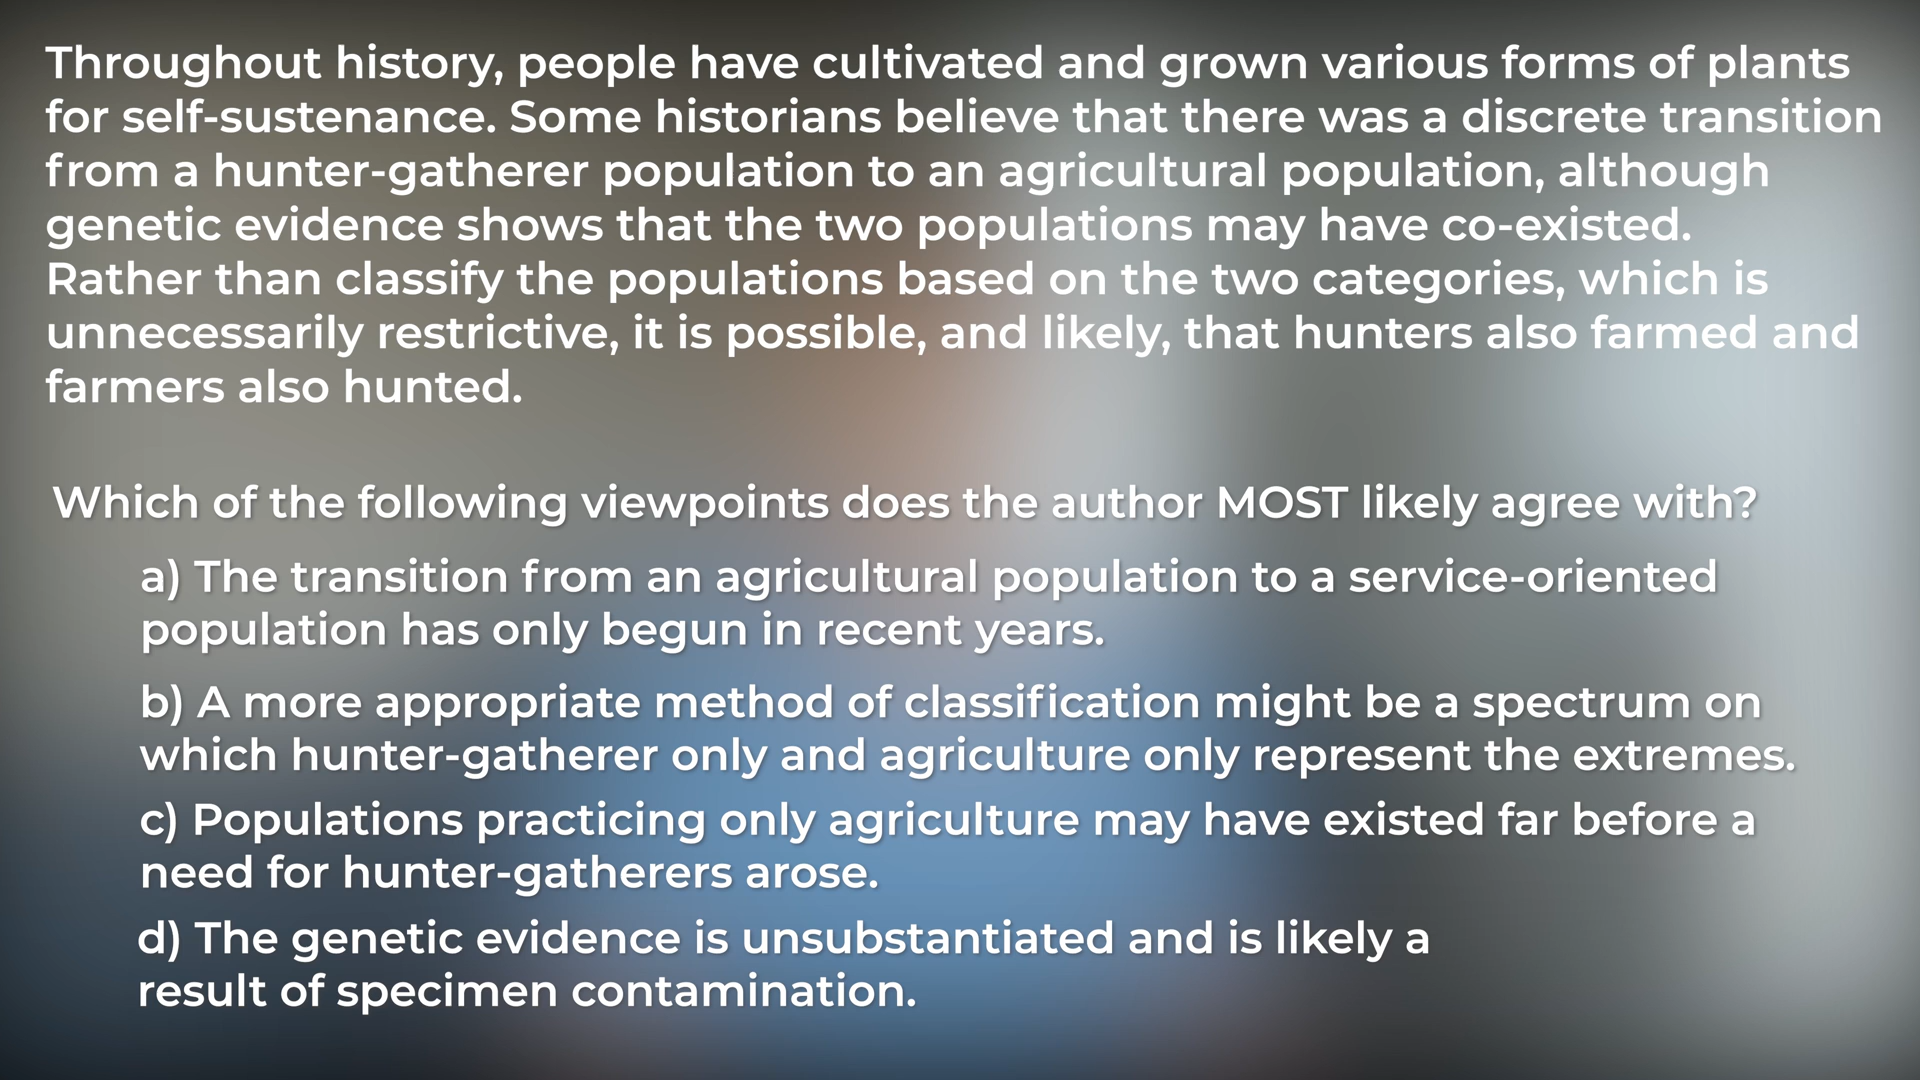 Throughout history, people have cultivated and grown various forms of plants
for self-sustenance. Some historians believe that there was a discrete transition
from a hunter-gatherer population to an agricultural population, although
genetic evidence shows that the two populations may have co-existed.
Rather than classify the populations based on the two categories, which is
unnecessarily restrictive, it is possible, and likely, that hunters also farmed and
farmers also hunted.
Which of the following viewpoints does the author MOST likely agree with?
a) The transition from an agricultural population to a service-oriented
population has only begun in recent years.
b) A more appropriate method of classification might be a spectrum on
which hunter-gatherer only and agriculture only represent the extremes.
c) Populations practicing only agriculture may have existed far before a
need for hunter-gatherers arose.
d) The genetic evidence is unsubstantiated and is likely a
result of specimen contamination.